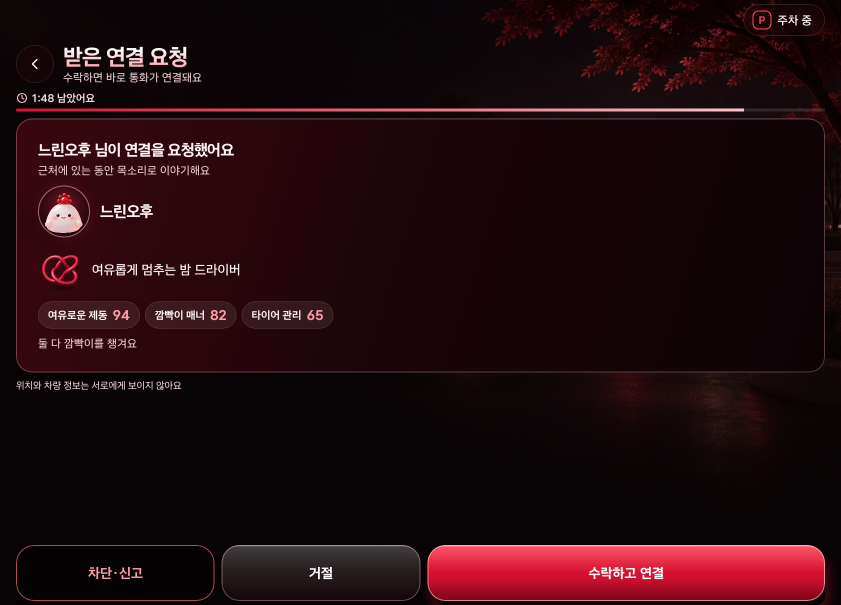 P 주차 중
받은 연결 요청
수락하면 바로 통화가 연결돼요
1:48 남았어요
느린오후 님이 연결을 요청했어요
근처에 있는 동안 목소리로 이야기해요
느린오후
여유롭게 멈추는 밤 드라이버
여유로운 제동 94 깜빡이 매너 82 타이어 관리 65
둘 다 깜빡이를 챙겨요
위치와 차량 정보는 서로에게 보이지 않아요
차단·신고 거절 수락하고 연결